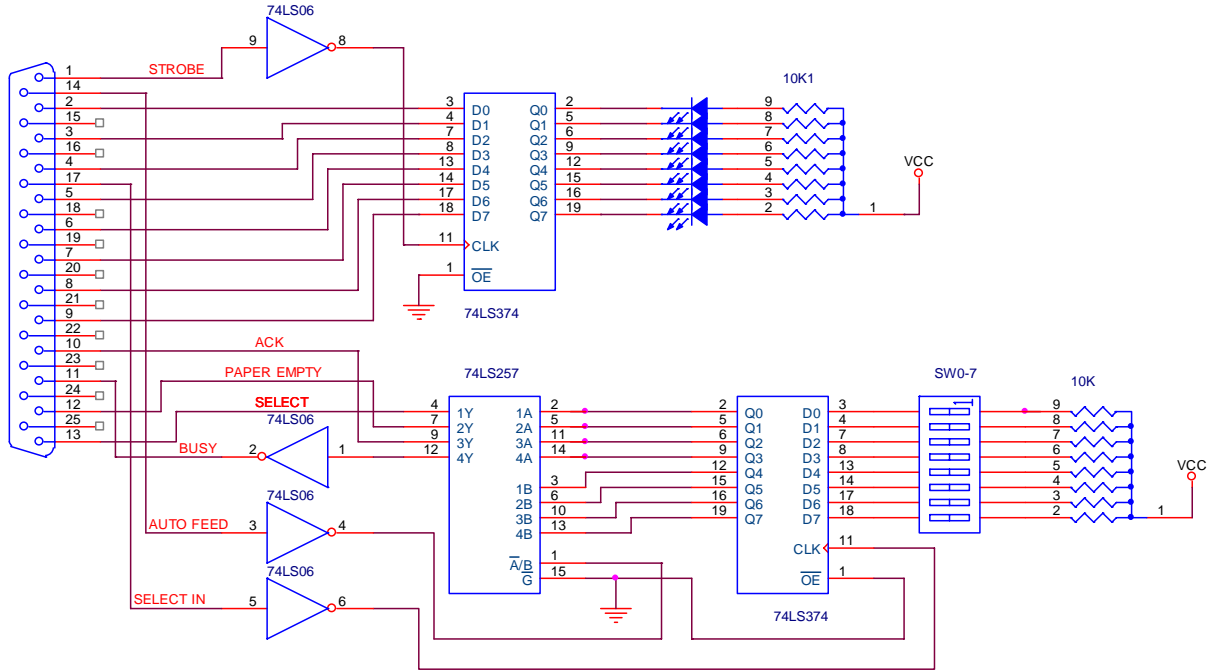 74LS06
9 8
STROBE
1
14
2
15
3
16
4
17
5
18
6
19
7
20
8
21
9
22
10
23
11
24
12
25
13
10K1
3 D0 Q0 2 9
4 D1 Q1 5 8
7 D2 Q2 6 7
8 D3 Q3 9 6
13 D4 Q4 12 5
14 D5 Q5 15 4
17 D6 Q6 16 3
18 D7 Q7 19 2
1
VCC
11 CLK
1 OE
74LS374
ACK
PAPER EMPTY
SELECT
74LS06
BUSY
2 1
74LS257
4 1Y 1A 2
7 2Y 2A 5
9 3Y 3A 11
12 4Y 4A 14
1B 3
2B 6
3B 10
4B 13
A/B 1
G 15
2 Q0 D0 3
5 Q1 D1 4
6 Q2 D2 7
9 Q3 D3 8
12 Q4 D4 13
15 Q5 D5 14
16 Q6 D6 17
19 Q7 D7 18
CLK 11
OE 1
74LS374
SW0-7
1
10K
9
8
7
6
5
4
3
2
1
VCC
74LS06
AUTO FEED
3 4
74LS06
SELECT IN
5 6